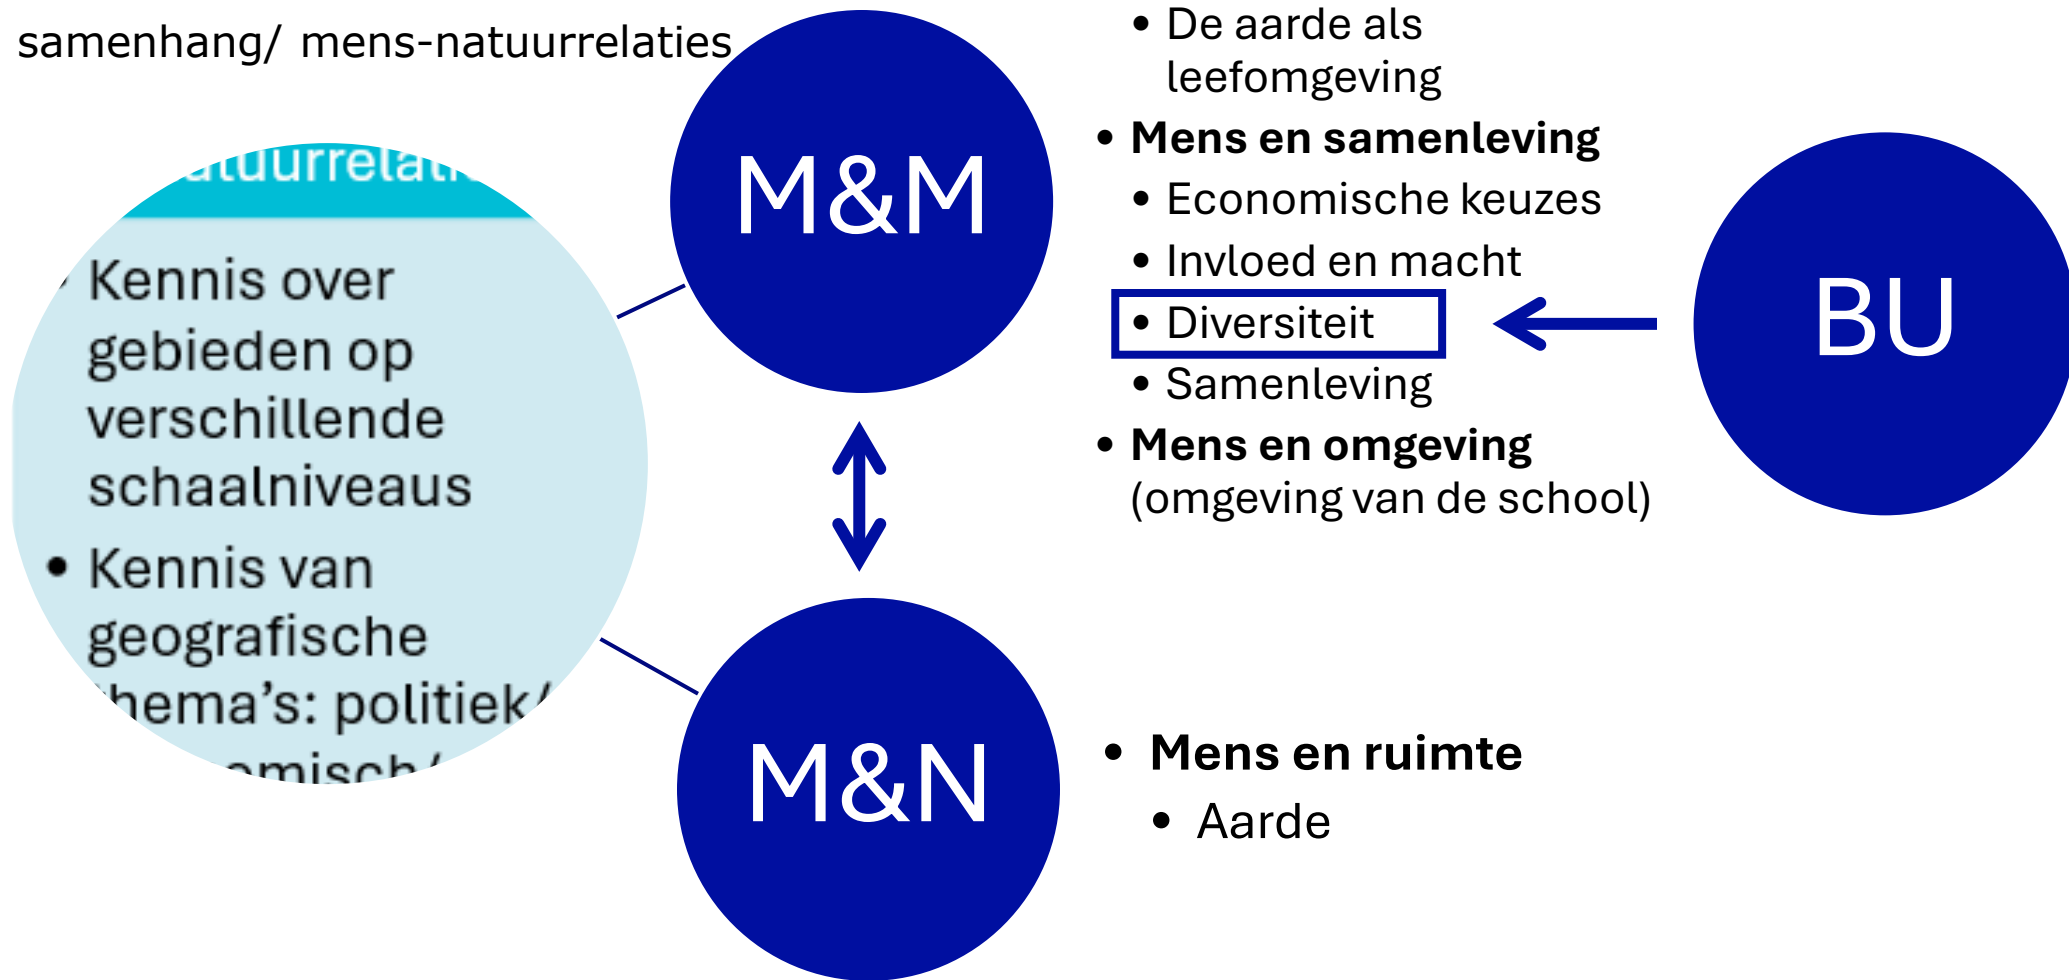 samenhang/ mens-natuurrelaties
Kennis over
gebieden op
verschillende
schaalniveaus
• Kennis van
geografische
politiek/
M&M
M&N
• De aarde als
leefomgeving
• Mens en samenleving
• Economische keuzes
• Invloed en macht
• Diversiteit
• Samenleving
• Mens en omgeving
(omgeving van de school)
BU
• Mens en ruimte
• Aarde